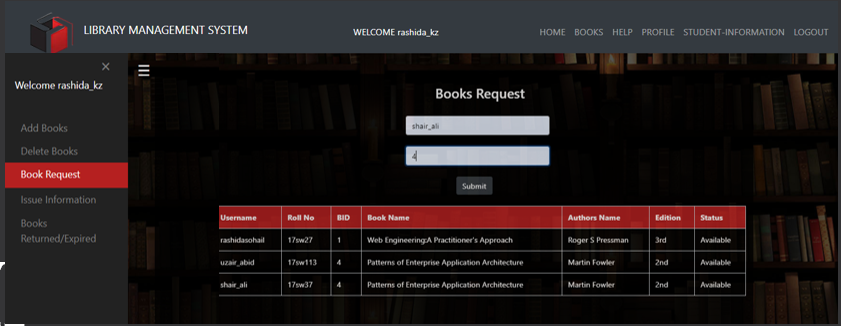 LIBRARY MANAGEMENT SYSTEM
WELCOME rashida_kz
HOME BOOKS HELP PROFILE STUDENT-INFORMATION LOGOUT
Welcome rashida_kz
Add Books
Delete Books
Book Request
Issue Information
Books
Returned/Expired
Books Request
shair_ali
4
Submit
Username Roll No BID Book Name Authors Name Edition Status
rashidasohail 17sw27 1 Web Engineering:A Practitioner's Approach Roger S Pressman 3rd Available
uzair_abid 17sw113 4 Patterns of Enterprise Application Architecture Martin Fowler 2nd Available
shair_ali 17sw37 4 Patterns of Enterprise Application Architecture Martin Fowler 2nd Available